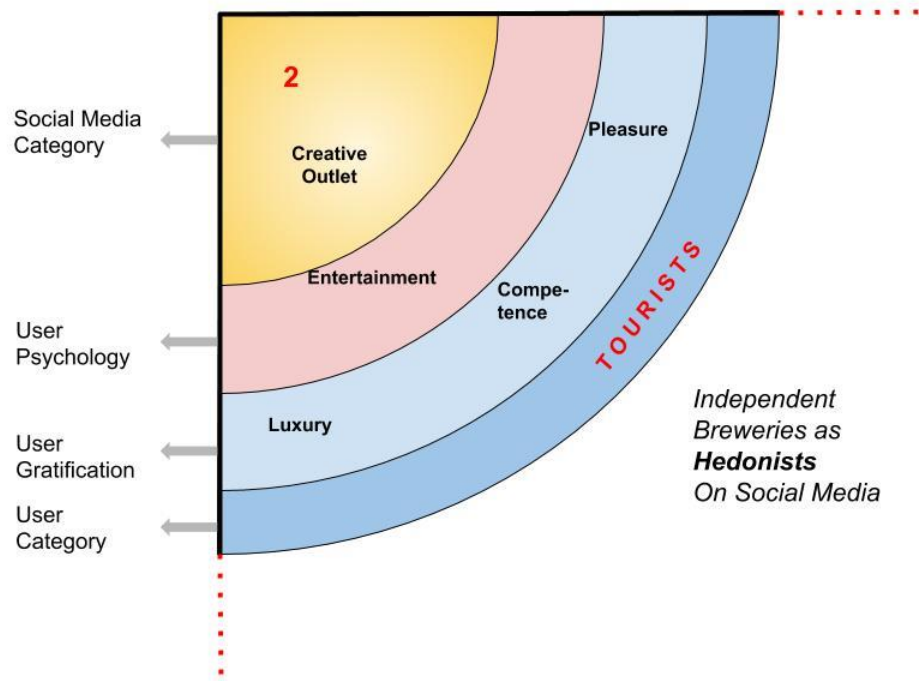 2
Social Media
Category
Creative
Outlet
Pleasure
Entertainment
Compe-
tence
TOURISTS
User
Psychology
Luxury
User
Gratification
User
Category
Independent
Breweries as
Hedonists
On Social Media